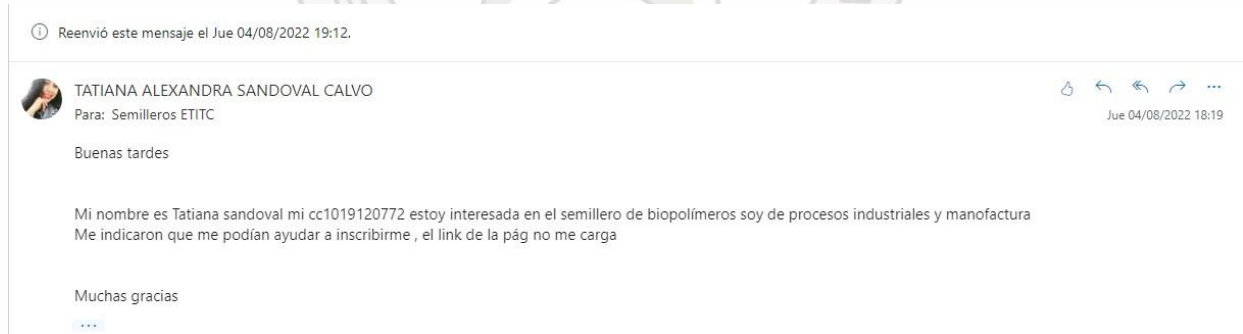 Reenvió este mensaje el Jue 04/08/2022 19:12.
TATIANA ALEXANDRA SANDOVAL CALVO
Para: Semilleros ETITC
Jue 04/08/2022 18:19
Buenas tardes
Mi nombre es Tatiana sandoval mi cc1019120772 estoy interesada en el semillero de biopolímeros soy de procesos industriales y manofactura
Me indicaron que me podían ayudar a inscribirme , el link de la pág no me carga
Muchas gracias